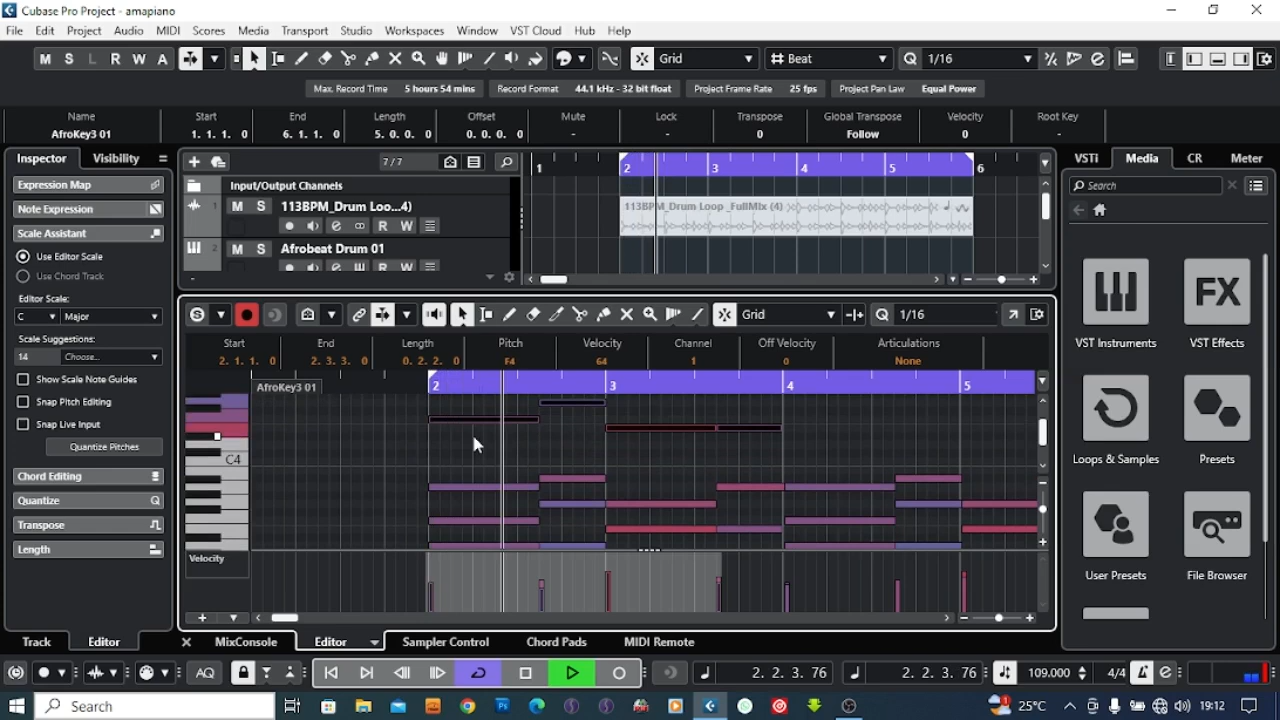 Cubase Pro Project - amapiano
File Edit Project Audio MIDI Scores Media Transport Studio Workspaces Window VST Cloud Hub Help
M S L R W A Grid Beat 1/16
Max. Record Time 5 hours 54 mins Record Format 44.1 kHz - 32 bit float Project Frame Rate 25 fps Project Pan Law Equal Power
Name Start End Length Offset Mute Lock Transpose Global Transpose Velocity Root Key
AfroKey3 01 1. 1. 1. 0 6. 1. 1. 0 5. 0. 0. 0 0. 0. 0. 0 - - 0 Follow 0 -
Inspector Visibility 7/7 1 2 3 4 5 6 VSTi Media CR Meter
Expression Map
Input/Output Channels
Search
Note Expression
1 M S 113BPM_Drum Loo...4)
113BPM_Drum Loop _FullMIx (4)
R W
Scale Assistant
2 M S Afrobeat Drum 01
R W
Use Editor Scale
Use Chord Track
Editor Scale:
C Major
S Grid 1/16
Scale Suggestions:
14 Choose...
Start End Length Pitch Velocity Channel Off Velocity Articulations
2. 1. 1. 0 2. 3. 3. 0 0. 2. 2. 0 F4 64 1 0 None
FX
VST Instruments VST Effects
Show Scale Note Guides
Snap Pitch Editing
Snap Live Input
Quantize Pitches
AfroKey3 01 2 3 4 5
C4
Loops & Samples Presets
Chord Editing
Quantize
Transpose
Length
Velocity
User Presets File Browser
Track Editor MixConsole Editor Sampler Control Chord Pads MIDI Remote
AQ 2. 2. 3. 76 2. 2. 3. 76 109.000 4/4
Search 25°C 19:12